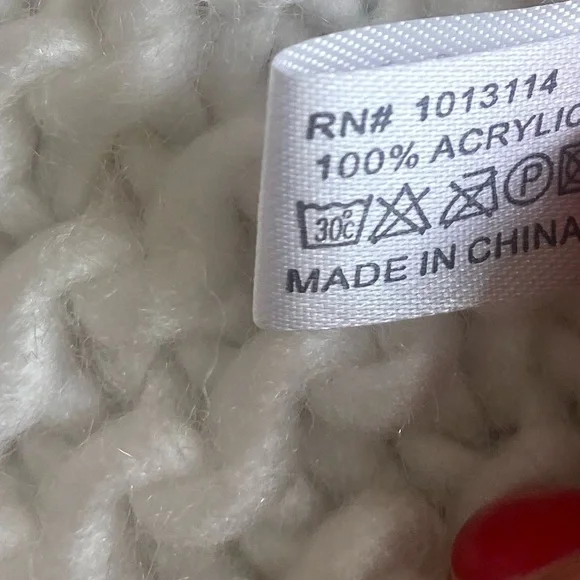 RN# 1013114
100% ACRYLIC
30°C P
MADE IN CHINA